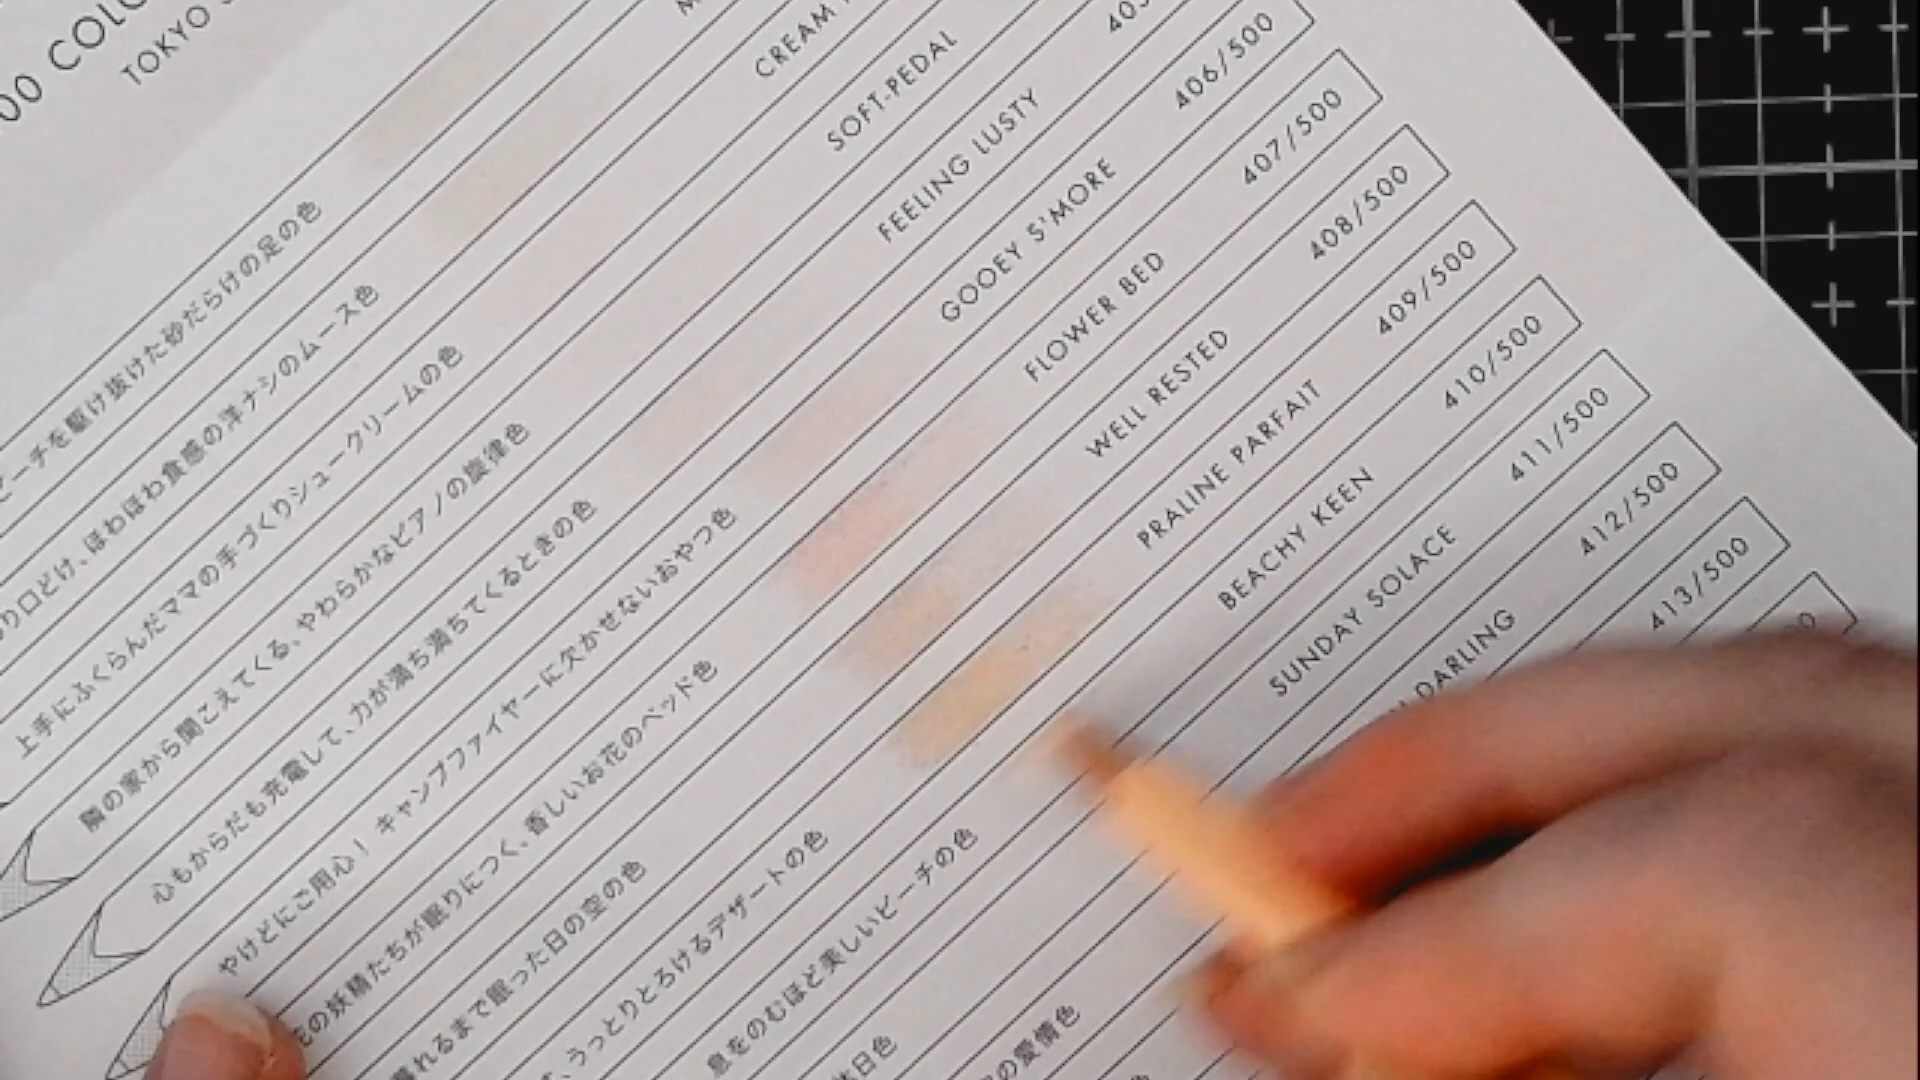 COLO
TOKYO
ビーチを駆け抜けた砂だらけの足の色
口どけ、ほわほわ食感の洋ナシのムース色
上手にふくらんだママの手づくりシュークリームの色 CREAM
隣の家から聞こえてくる、やわらかなピアノの旋律色 SOFT-PEDAL
心もからだも充電して、力が満ち満ちてくるときの色 FEELING LUSTY 405
やけどにご用心！ キャンプファイヤーに欠かせないおやつ色 GOOEY S'MORE 406/500
の妖精たちが眠りにつく、香しいお花のベッド色 FLOWER BED 407/500
れるまで眠った日の空の色 WELL RESTED 408/500
うっとりとろけるデザートの色 PRALINE PARFAIT 409/500
息をのむほど美しいビーチの色 BEACHY KEEN 410/500
休日色 SUNDAY SOLACE 411/500
の愛情色 DARLING 412/500
色 413/500